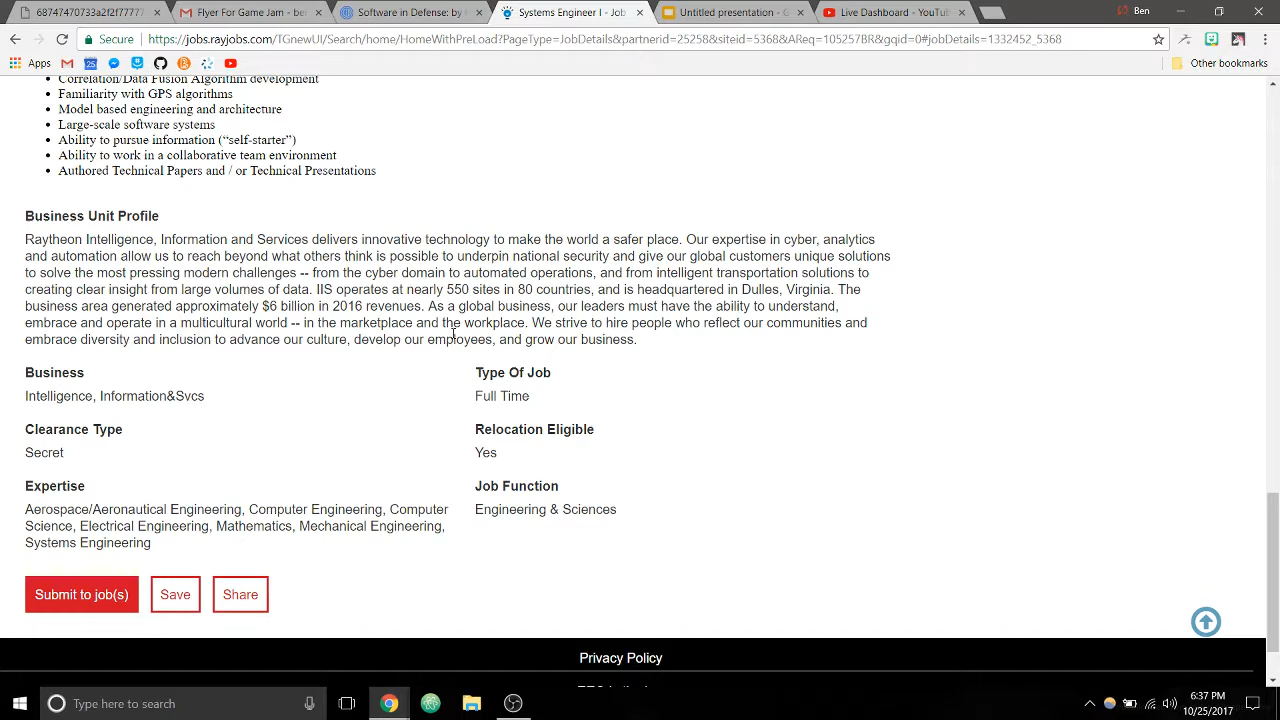 68747470733a2f2f77777
Flyer For Game Jam - ber
Software in Defense: by
Systems Engineer I - Job
Untitled presentation - G
Live Dashboard - YouTub
Ben
Secure
https://jobs.rayjobs.com/TGnewUI/Search/home/HomeWithPreLoad?PageType=JobDetails&partnerid=25258&siteid=5368&AReq=105257BR&gqid=0#jobDetails=1332452_5368
Apps
25
Other bookmarks
Correlation/Data Fusion Algorithm development
Familiarity with GPS algorithms
Model based engineering and architecture
Large-scale software systems
Ability to pursue information (“self-starter”)
Ability to work in a collaborative team environment
Authored Technical Papers and / or Technical Presentations
Business Unit Profile
Raytheon Intelligence, Information and Services delivers innovative technology to make the world a safer place. Our expertise in cyber, analytics
and automation allow us to reach beyond what others think is possible to underpin national security and give our global customers unique solutions
to solve the most pressing modern challenges -- from the cyber domain to automated operations, and from intelligent transportation solutions to
creating clear insight from large volumes of data. IIS operates at nearly 550 sites in 80 countries, and is headquartered in Dulles, Virginia. The
business area generated approximately $6 billion in 2016 revenues. As a global business, our leaders must have the ability to understand,
embrace and operate in a multicultural world -- in the marketplace and the workplace. We strive to hire people who reflect our communities and
embrace diversity and inclusion to advance our culture, develop our employees, and grow our business.
Business
Type Of Job
Intelligence, Information&Svcs
Full Time
Clearance Type
Relocation Eligible
Secret
Yes
Expertise
Job Function
Aerospace/Aeronautical Engineering, Computer Engineering, Computer
Engineering & Sciences
Science, Electrical Engineering, Mathematics, Mechanical Engineering,
Systems Engineering
Submit to job(s)
Save
Share
Privacy Policy
Type here to search
6:37 PM
10/25/2017